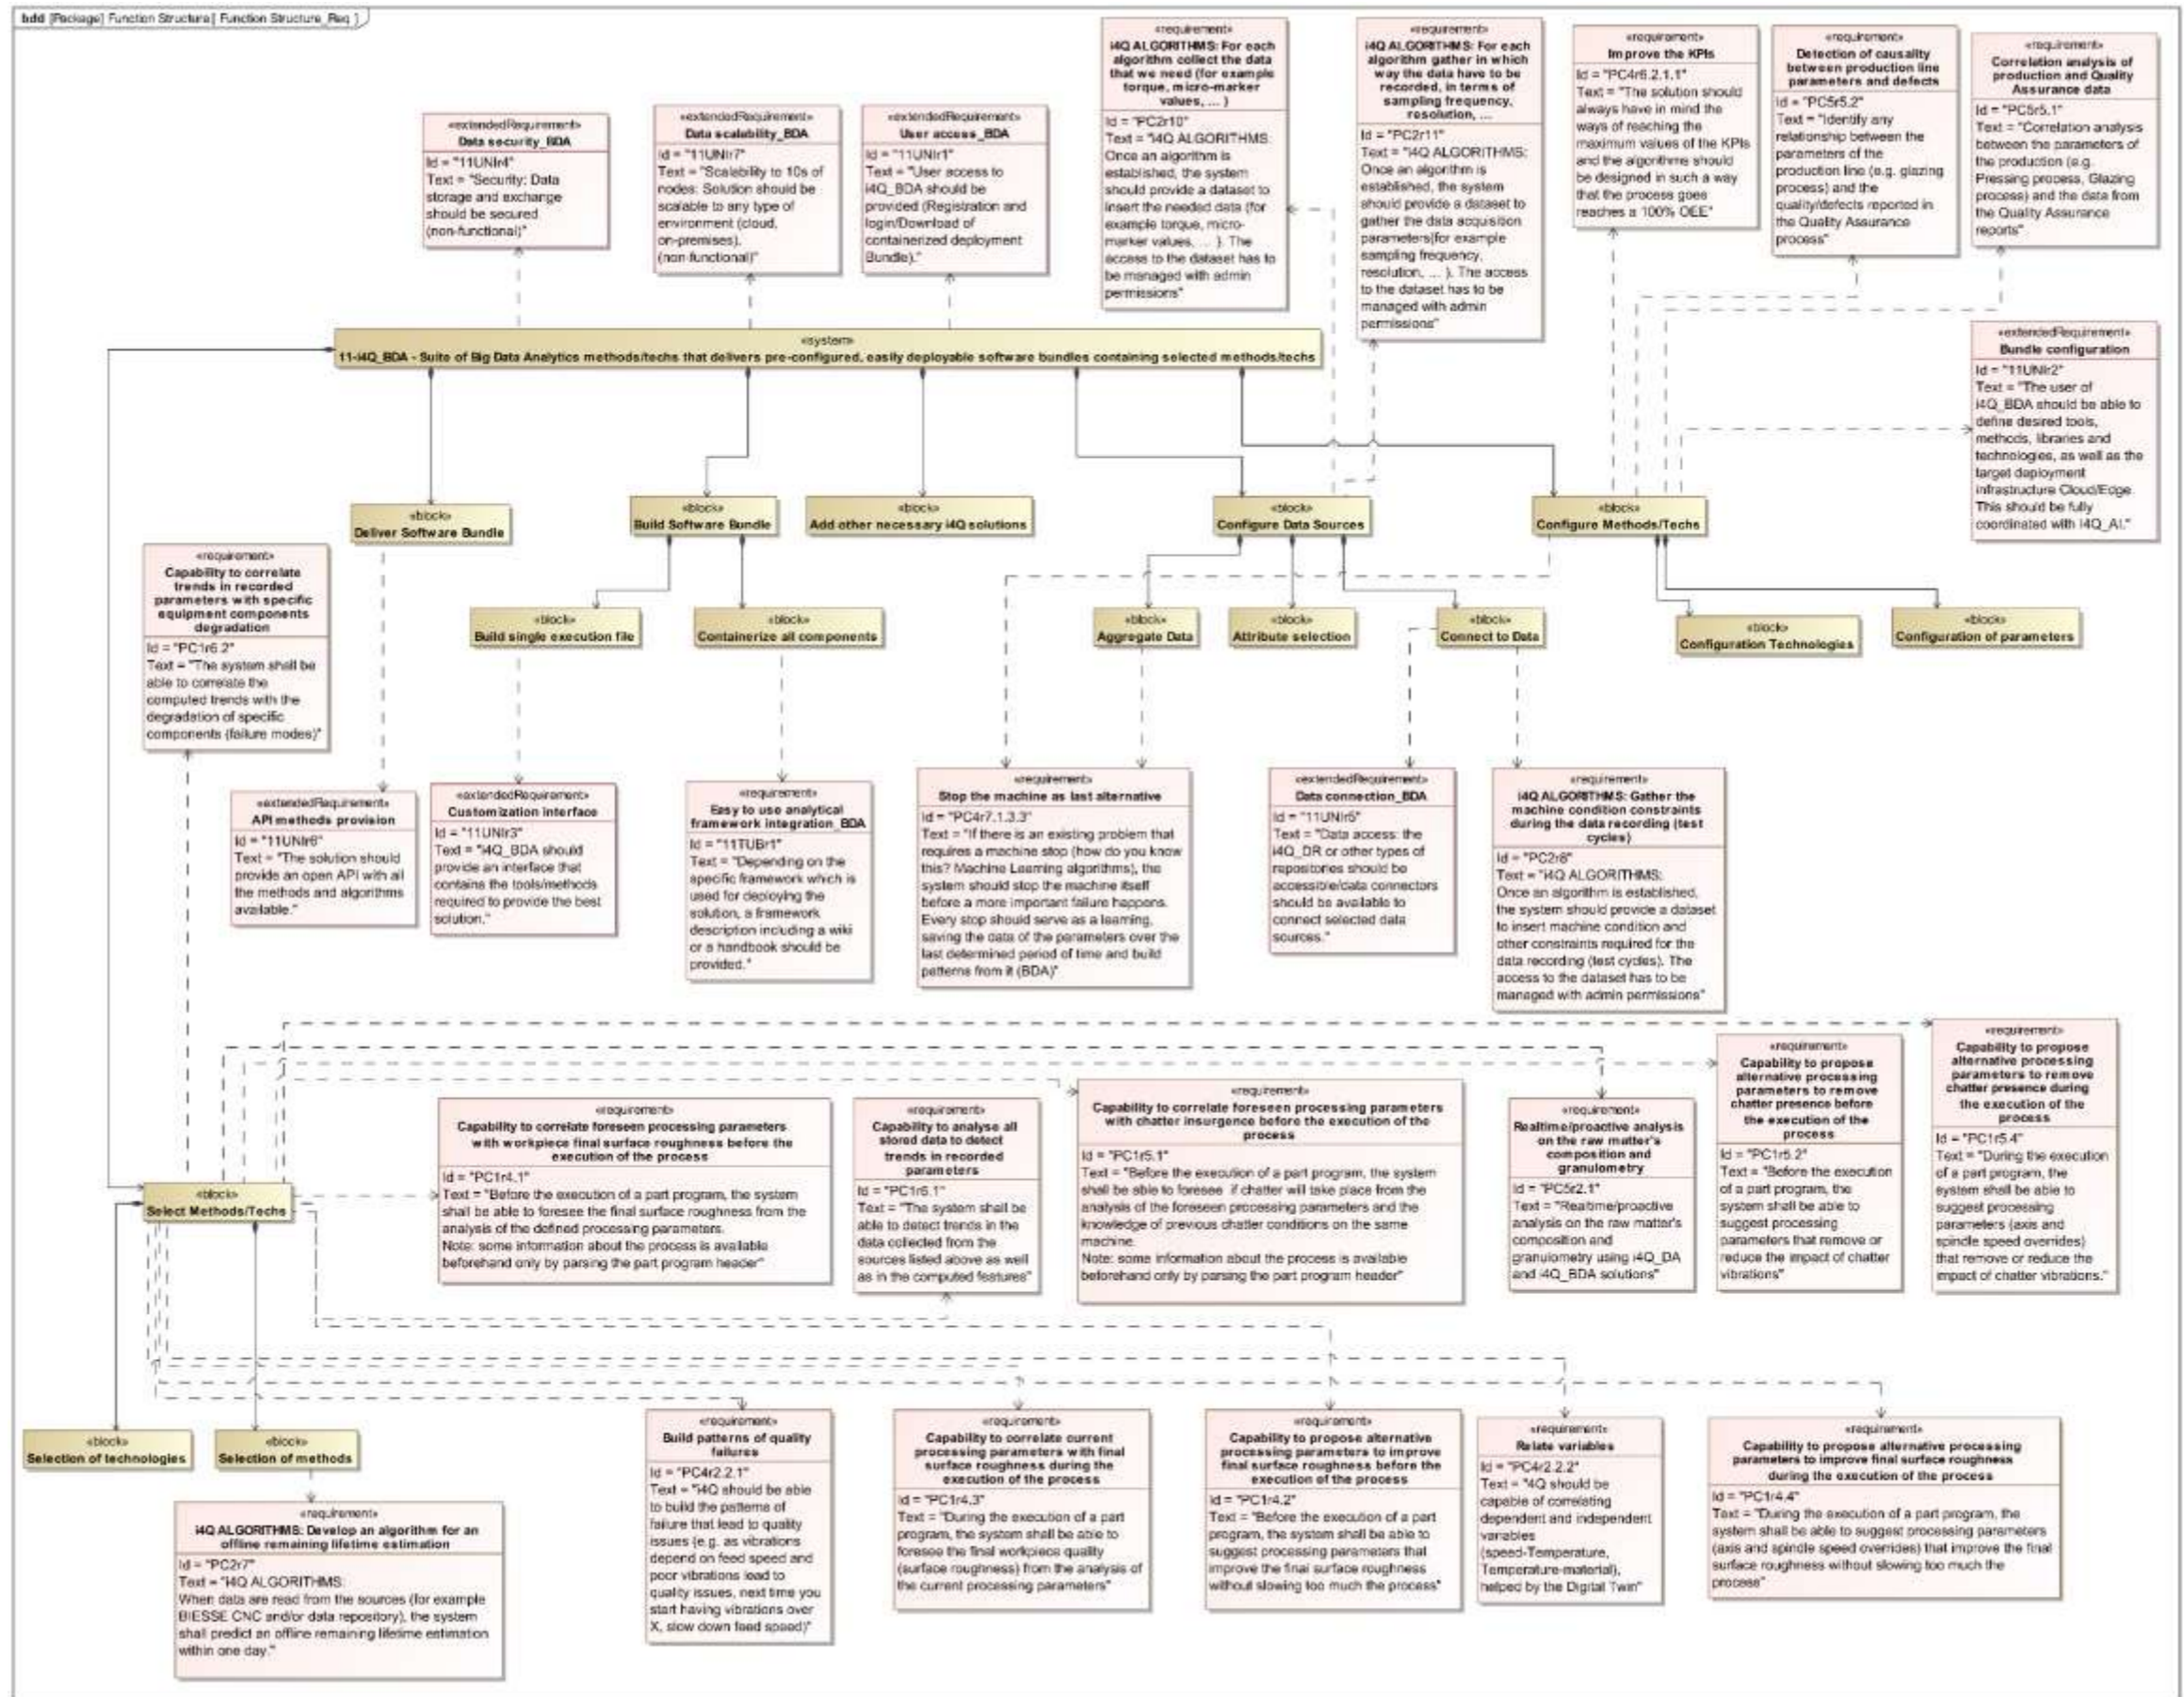 bdd [Package] Function Structural[ Function Structure_Req ]
«requirement»
i4Q ALGORITHMS: For each
algorithm collect the data
that we need (for example
torque, micro-marker
values, ... )
Id = "PC2r10"
Text = "i4Q ALGORITHMS:
Once an algorithm is
established, the system
should provide a dataset to
insert the needed data (for
example torque, micro-
marker values, ... ). The
access to the dataset has to
be managed with admin
permissions"
«requirement»
i4Q ALGORITHMS: For each
algorithm gather in which
way the data have to be
recorded, in terms of
sampling frequency,
resolution, ...
Id = "PC2r11"
Text = "i4Q ALGORITHMS:
Once an algorithm is
established, the system
should provide a dataset to
gather the data acquisition
parameters(for example
sampling frequency,
resolution, ... ). The access
to the dataset has to be
managed with admin
permissions"
«requirement»
Improve the KPIs
Id = "PC4r6.2.1.1"
Text = "The solution should
always have in mind the
ways of reaching the
maximum values of the KPIs
and the algorithms should
be designed in such a way
that the process goes
reaches a 100% OEE"
«requirement»
Detection of causality
between production line
parameters and defects
Id = "PC5r5.2"
Text = "Identify any
relationship between the
parameters of the
production line (e.g. glazing
process) and the
quality/defects reported in
the Quality Assurance
process"
«requirement»
Correlation analysis of
production and Quality
Assurance data
Id = "PC5r5.1"
Text = "Correlation analysis
between the parameters of
the production (e.g.
Pressing process, Glazing
process) and the data from
the Quality Assurance
reports"
«extendedRequirement»
Data security_BDA
Id = "11UNIr4"
Text = "Security: Data
storage and exchange
should be secured
(non-functional)"
«extendedRequirement»
Data scalability_BDA
Id = "11UNIr7"
Text = "Scalability to 10s of
nodes: Solution should be
scalable to any type of
environment (cloud,
on-premises).
(non-functional)"
«extendedRequirement»
User access_BDA
Id = "11UNIr1"
Text = "User access to
i4Q_BDA should be
provided (Registration and
login/Download of
containerized deployment
Bundle)."
«system»
11-i4Q_BDA - Suite of Big Data Analytics methods/techs that delivers pre-configured, easily deployable software bundles containing selected methods/techs
«extendedRequirement»
Bundle configuration
Id = "11UNIr2"
Text = "The user of
i4Q_BDA should be able to
define desired tools,
methods, libraries and
technologies, as well as the
target deployment
infrastructure Cloud/Edge.
This should be fully
coordinated with i4Q_AI."
«block»
Deliver Software Bundle
«block»
Build Software Bundle
«block»
Add other necessary i4Q solutions
«block»
Configure Data Sources
«block»
Configure Methods/Techs
«requirement»
Capability to correlate
trends in recorded
parameters with specific
equipment components
degradation
Id = "PC1r6.2"
Text = "The system shall be
able to correlate the
computed trends with the
degradation of specific
components (failure modes)"
«block»
Build single execution file
«block»
Containerize all components
«block»
Aggregate Data
«block»
Attribute selection
«block»
Connect to Data
«block»
Configuration Technologies
«block»
Configuration of parameters
«extendedRequirement»
API methods provision
Id = "11UNIr6"
Text = "The solution should
provide an open API with all
the methods and algorithms
available."
«extendedRequirement»
Customization interface
Id = "11UNIr3"
Text = "i4Q_BDA should
provide an interface that
contains the tools/methods
required to provide the best
solution."
«requirement»
Easy to use analytical
framework integration_BDA
Id = "11TUBr1"
Text = "Depending on the
specific framework which is
used for deploying the
solution, a framework
description including a wiki
or a handbook should be
provided."
«requirement»
Stop the machine as last alternative
Id = "PC4r7.1.3.3"
Text = "If there is an existing problem that
requires a machine stop (how do you know
this? Machine Learning algorithms), the
system should stop the machine itself
before a more important failure happens.
Every stop should serve as a learning,
saving the data of the parameters over the
last determined period of time and build
patterns from it (BDA)"
«extendedRequirement»
Data connection_BDA
Id = "11UNIr5"
Text = "Data access: the
i4Q_DR or other types of
repositories should be
accessible/data connectors
should be available to
connect selected data
sources."
«requirement»
i4Q ALGORITHMS: Gather the
machine condition constraints
during the data recording (test
cycles)
Id = "PC2r8"
Text = "i4Q ALGORITHMS:
Once an algorithm is established,
the system should provide a dataset
to insert machine condition and
other constraints required for the
data recording (test cycles). The
access to the dataset has to be
managed with admin permissions"
«block»
Select Methods/Techs
«requirement»
Capability to correlate foreseen processing parameters
with workpiece final surface roughness before the
execution of the process
Id = "PC1r4.1"
Text = "Before the execution of a part program, the system
shall be able to foresee the final surface roughness from the
analysis of the defined processing parameters.
Note: some information about the process is available
beforehand only by parsing the part program header"
«requirement»
Capability to analyse all
stored data to detect
trends in recorded
parameters
Id = "PC1r6.1"
Text = "The system shall be
able to detect trends in the
data collected from the
sources listed above as well
as in the computed features"
«requirement»
Capability to correlate foreseen processing parameters
with chatter insurgence before the execution of the
process
Id = "PC1r5.1"
Text = "Before the execution of a part program, the system
shall be able to foresee if chatter will take place from the
analysis of the foreseen processing parameters and the
knowledge of previous chatter conditions on the same
machine.
Note: some information about the process is available
beforehand only by parsing the part program header"
«requirement»
Realtime/proactive analysis
on the raw matter's
composition and
granulometry
Id = "PC5r2.1"
Text = "Realtime/proactive
analysis on the raw matter's
composition and
granulometry using i4Q_DA
and i4Q_BDA solutions"
«requirement»
Capability to propose
alternative processing
parameters to remove
chatter presence before
the execution of the
process
Id = "PC1r5.2"
Text = "Before the execution
of a part program, the
system shall be able to
suggest processing
parameters that remove or
reduce the impact of chatter
vibrations"
«requirement»
Capability to propose
alternative processing
parameters to remove
chatter presence during
the execution of the
process
Id = "PC1r5.4"
Text = "During the execution
of a part program, the
system shall be able to
suggest processing
parameters (axis and
spindle speed overrides)
that remove or reduce the
impact of chatter vibrations."
«block»
Selection of technologies
«block»
Selection of methods
«requirement»
i4Q ALGORITHMS: Develop an algorithm for an
offline remaining lifetime estimation
Id = "PC2r7"
Text = "i4Q ALGORITHMS:
When data are read from the sources (for example
BIESSE CNC and/or data repository), the system
shall predict an offline remaining lifetime estimation
within one day."
«requirement»
Build patterns of quality
failures
Id = "PC4r2.2.1"
Text = "i4Q should be able
to build the patterns of
failure that lead to quality
issues (e.g. as vibrations
depend on feed speed and
poor vibrations lead to
quality issues, next time you
start having vibrations over
X, slow down feed speed)"
«requirement»
Capability to correlate current
processing parameters with final
surface roughness during the
execution of the process
Id = "PC1r4.3"
Text = "During the execution of a part
program, the system shall be able to
foresee the final workpiece quality
(surface roughness) from the analysis of
the current processing parameters"
«requirement»
Capability to propose alternative
processing parameters to improve
final surface roughness before the
execution of the process
Id = "PC1r4.2"
Text = "Before the execution of a part
program, the system shall be able to
suggest processing parameters that
improve the final surface roughness
without slowing too much the process"
«requirement»
Relate variables
Id = "PC4r2.2.2"
Text = "4Q should be
capable of correlating
dependent and independent
variables
(speed-Temperature,
Temperature-material),
helped by the Digital Twin"
«requirement»
Capability to propose alternative processing
parameters to improve final surface roughness
during the execution of the process
Id = "PC1r4.4"
Text = "During the execution of a part program, the
system shall be able to suggest processing parameters
(axis and spindle speed overrides) that improve the final
surface roughness without slowing too much the
process"